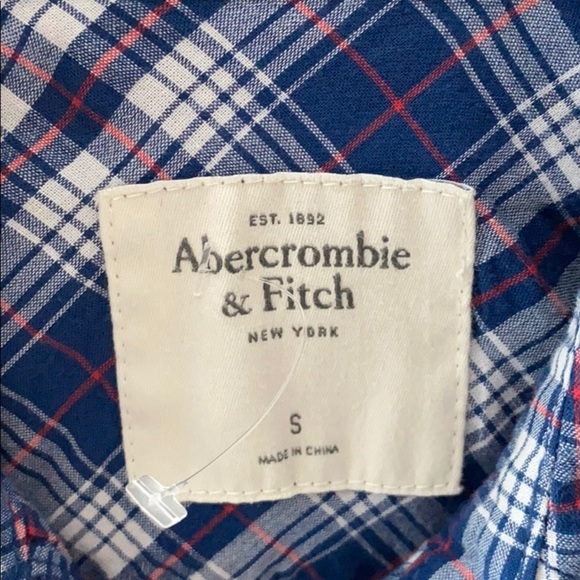 EST. 1892
Abercrombie
& Fitch
NEW YORK
S
MADE IN CHINA